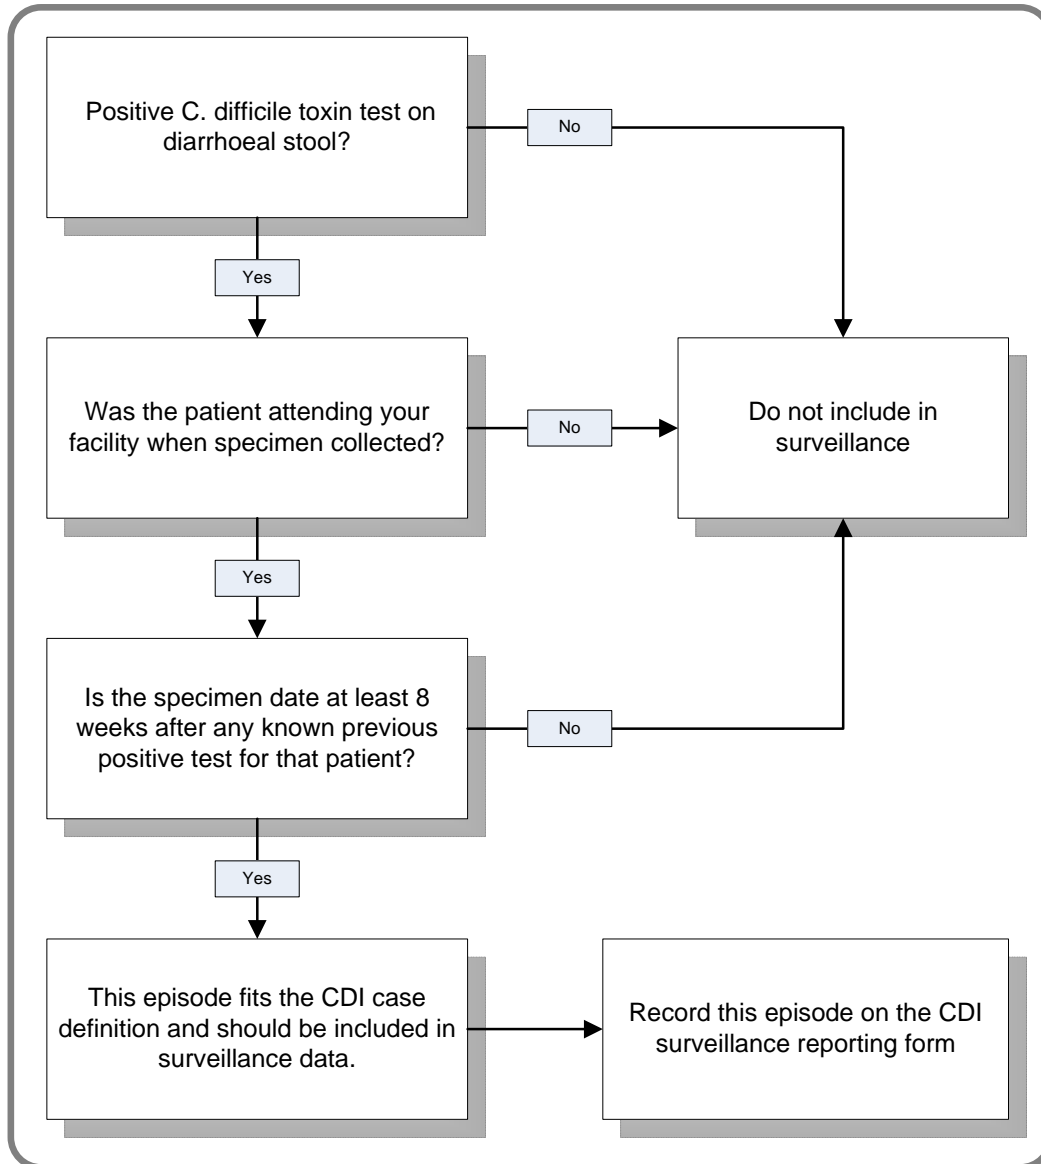 Positive C. difficile toxin test on
diarrhoeal stool?
No
Yes
Was the patient attending your
facility when specimen collected?
No
Do not include in
surveillance
Yes
Is the specimen date at least 8
weeks after any known previous
positive test for that patient?
No
Yes
This episode fits the CDI case
definition and should be included in
surveillance data.
Record this episode on the CDI
surveillance reporting form